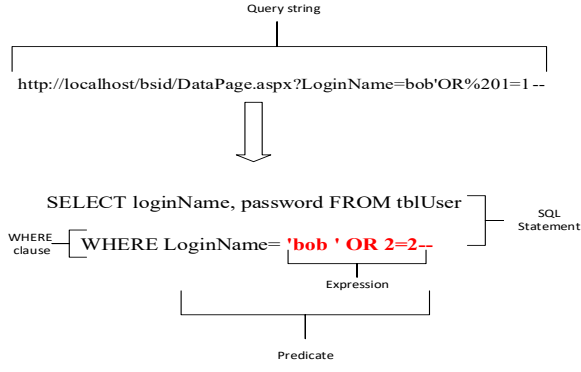 Query string
http://localhost/bsid/DataPage.aspx?LoginName=bob'OR%201=1--
SELECT loginName, password FROM tblUser
SQL
Statement
WHERE
clause
WHERE LoginName= 'bob ' OR 2=2--
Expression
Predicate